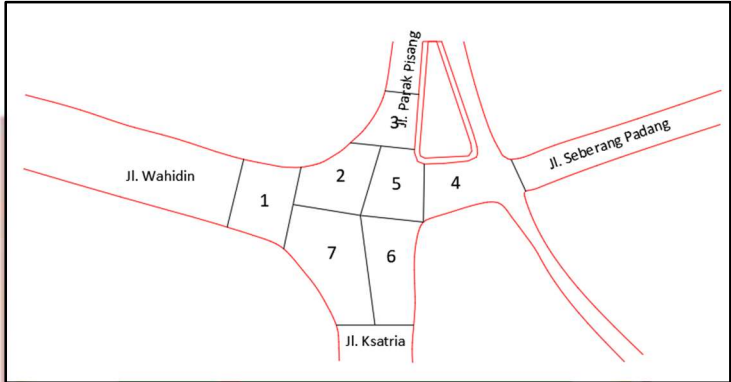 Jl. Parak Pisang
3
Jl. Seberang Padang
Jl. Wahidin
1
2
5
4
7
6
Jl. Ksatria